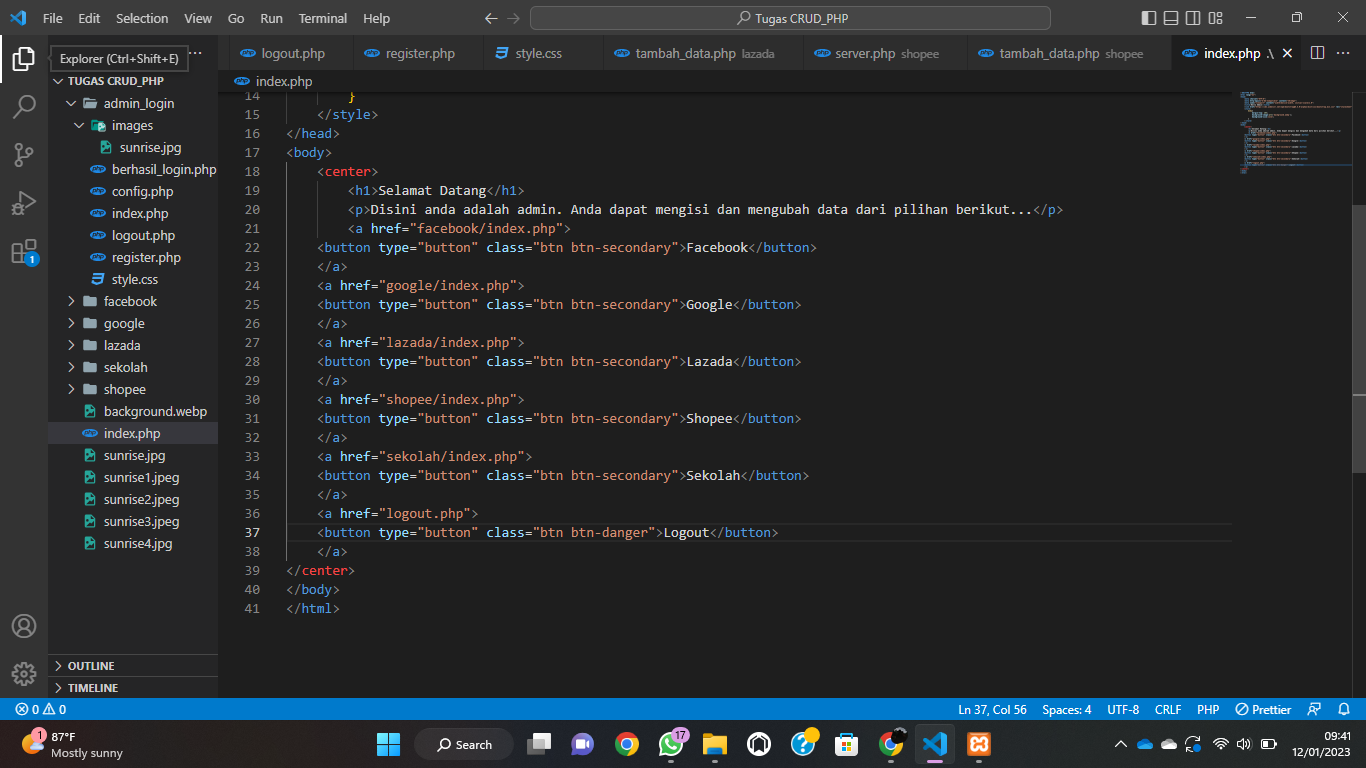 File Edit Selection View Go Run Terminal Help
Tugas CRUD_PHP
Explorer (Ctrl+Shift+E)
logout.php
register.php
style.css
tambah_data.php lazada
server.php shopee
tambah_data.php shopee
index.php .\
TUGAS CRUD_PHP
admin_login
images
sunrise.jpg
berhasil_login.php
config.php
index.php
logout.php
register.php
style.css
facebook
google
lazada
sekolah
shopee
background.webp
index.php
sunrise.jpg
sunrise1.jpeg
sunrise2.jpeg
sunrise3.jpeg
sunrise4.jpg
OUTLINE
TIMELINE
1
index.php
14 }
15 </style>
16 </head>
17 <body>
18 <center>
19 <h1>Selamat Datang</h1>
20 <p>Disini anda adalah admin. Anda dapat mengisi dan mengubah data dari pilihan berikut...</p>
21 <a href="facebook/index.php">
22 <button type="button" class="btn btn-secondary">Facebook</button>
23 </a>
24 <a href="google/index.php">
25 <button type="button" class="btn btn-secondary">Google</button>
26 </a>
27 <a href="lazada/index.php">
28 <button type="button" class="btn btn-secondary">Lazada</button>
29 </a>
30 <a href="shopee/index.php">
31 <button type="button" class="btn btn-secondary">Shopee</button>
32 </a>
33 <a href="sekolah/index.php">
34 <button type="button" class="btn btn-secondary">Sekolah</button>
35 </a>
36 <a href="logout.php">
37 <button type="button" class="btn btn-danger">Logout</button>
38 </a>
39 </center>
40 </body>
41 </html>
0 0
Ln 37, Col 56 Spaces: 4 UTF-8 CRLF PHP Prettier
1
87°F
Mostly sunny
Search
17
09:41
12/01/2023